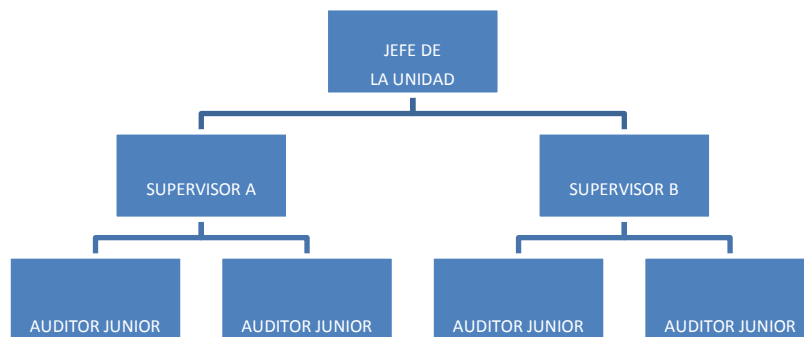 JEFE DE
LA UNIDAD
SUPERVISOR A
SUPERVISOR B
AUDITOR JUNIOR
AUDITOR JUNIOR
AUDITOR JUNIOR
AUDITOR JUNIOR